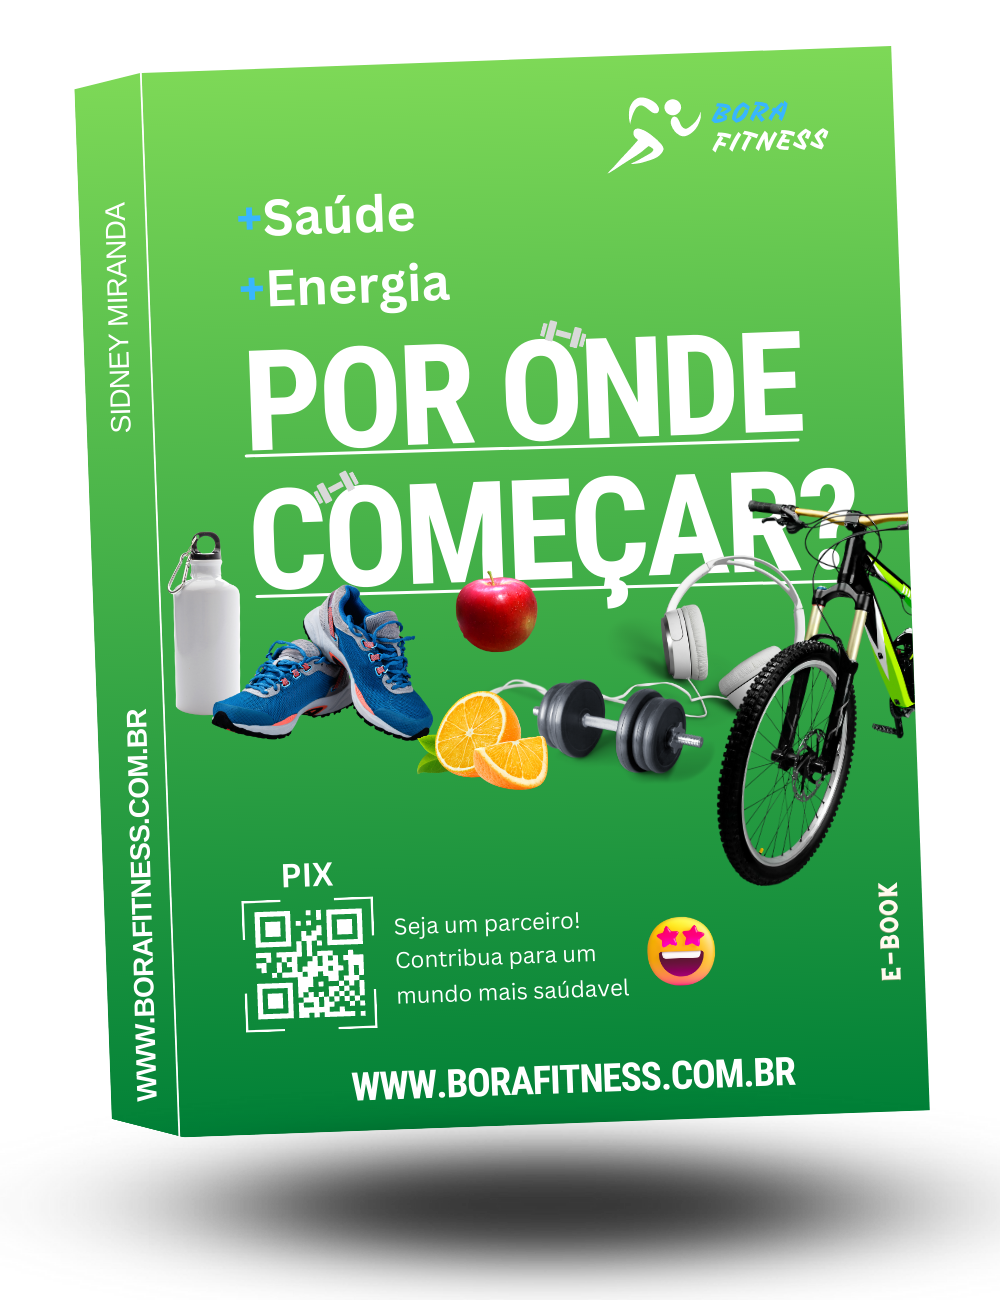 SIDNEY MIRANDA
WWW.BORAFITNESS.COM.BR
BORA
FITNESS
+Saúde
+Energia
POR ONDE
COMEÇAR?
PIX
Seja um parceiro!
Contribua para um
mundo mais saúdavel
E-BOOK
WWW.BORAFITNESS.COM.BR